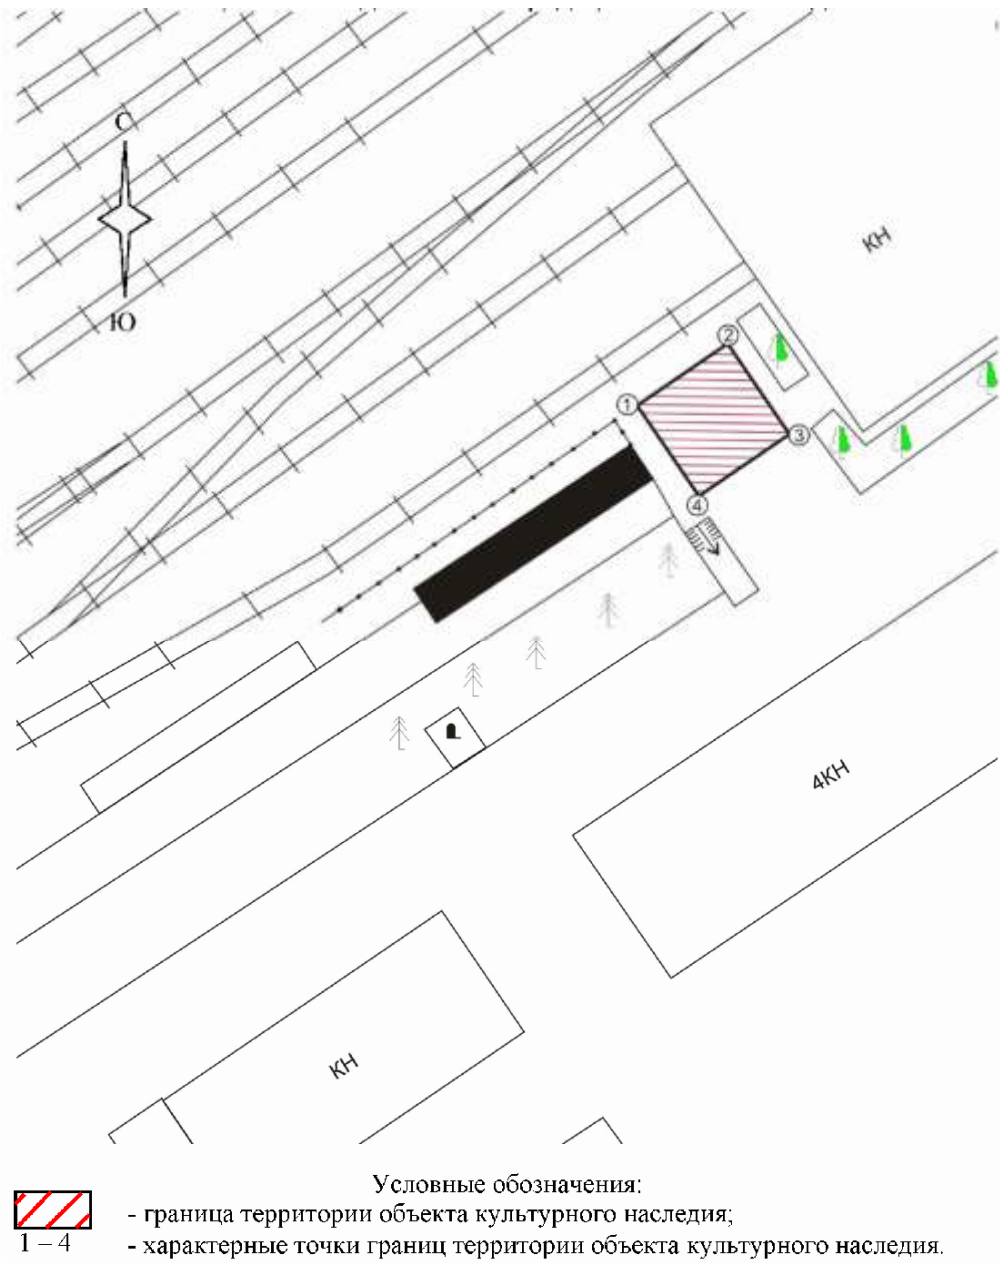 С
Ю
КН
2
1
3
4
4КН
КН
Условные обозначения:
- граница территории объекта культурного наследия;
1 – 4 - характерные точки границ территории объекта культурного наследия.